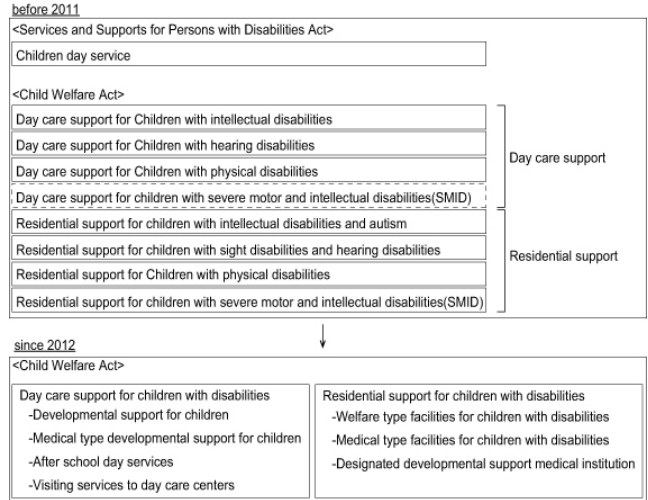 before 2011
<Services and Supports for Persons with Disabilities Act>
Children day service
<Child Welfare Act>
Day care support for Children with intellectual disabilities
Day care support for Children with hearing disabilities
Day care support for Children with physical disabilities
Day care support for children with severe motor and intellectual disabilities(SMID)
Day care support
Residential support for children with intellectual disabilities and autism
Residential support for children with sight disabilities and hearing disabilities
Residential support for Children with physical disabilities
Residential support for children with severe motor and intellectual disabilities(SMID)
Residential support
since 2012
<Child Welfare Act>
Day care support for children with disabilities
-Developmental support for children
-Medical type developmental support for children
-After school day services
-Visiting services to day care centers
Residential support for children with disabilities
-Welfare type facilities for children with disabilities
-Medical type facilities for children with disabilities
-Designated developmental support medical institution